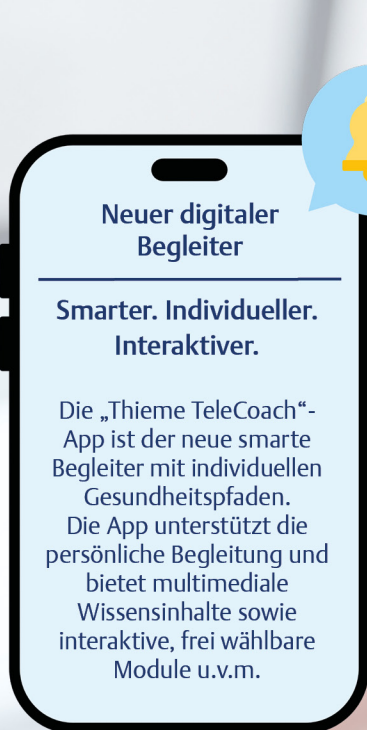 Neuer digitaler
Begleiter
Smarter. Individueller.
Interaktiver.
Die „Thieme TeleCoach“-
App ist der neue smarte
Begleiter mit individuellen
Gesundheitspfaden.
Die App unterstützt die
persönliche Begleitung und
bietet multimediale
Wissensinhalte sowie
interaktive, frei wählbare
Module u.v.m.